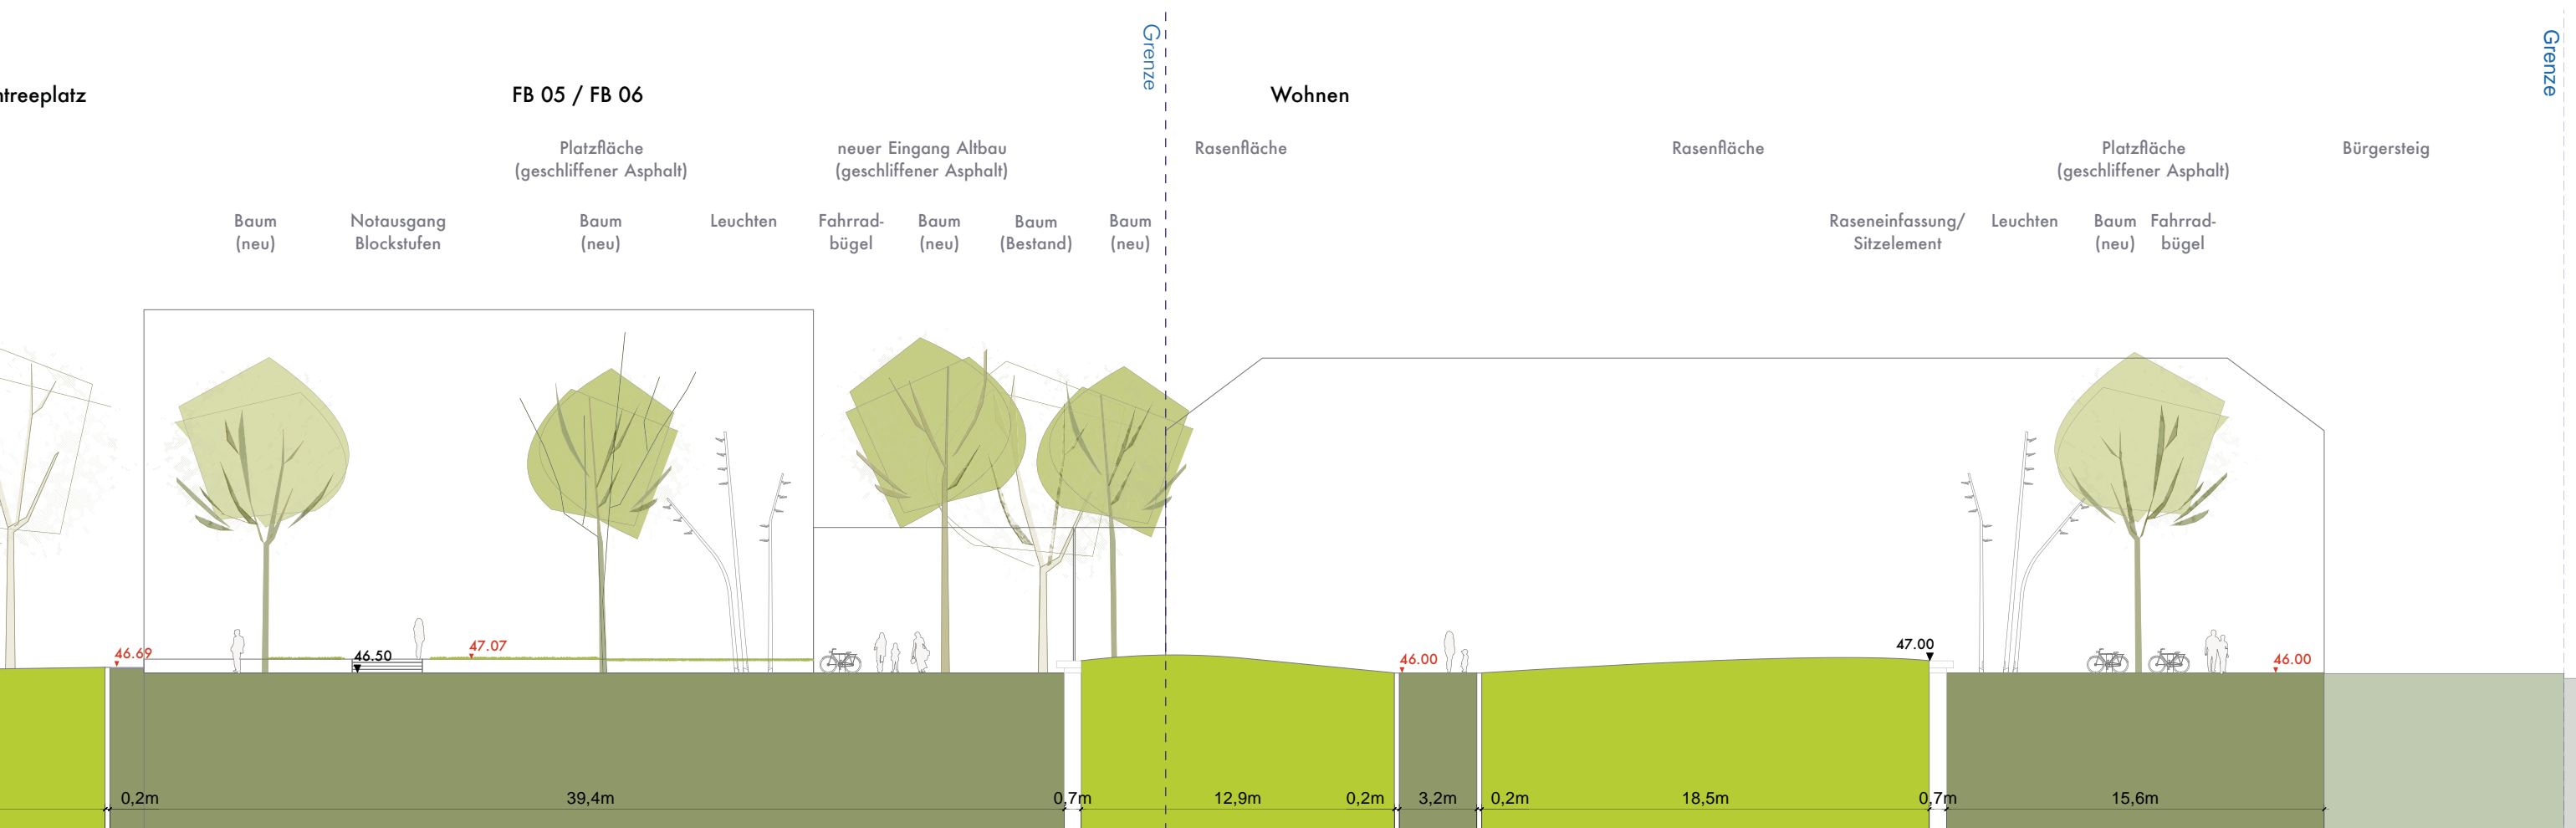 Grenze
Grenze
ntreeplatz
FB 05 / FB 06
Wohnen
Platzfläche
(geschliffener Asphalt)
neuer Eingang Altbau
(geschliffener Asphalt)
Rasenfläche
Rasenfläche
Platzfläche
(geschliffener Asphalt)
Bürgersteig
Baum
(neu)
Notausgang
Blockstufen
Baum
(neu)
Leuchten
Fahrrad-
bügel
Baum
(neu)
Baum
(Bestand)
Baum
(neu)
Raseneinfassung/
Sitzelement
Leuchten
Baum
(neu)
Fahrrad-
bügel
46.69
46.50
47.07
46.00
47.00
46.00
0,2m
39,4m
0,7m
12,9m
0,2m
3,2m
0,2m
18,5m
0,7m
15,6m